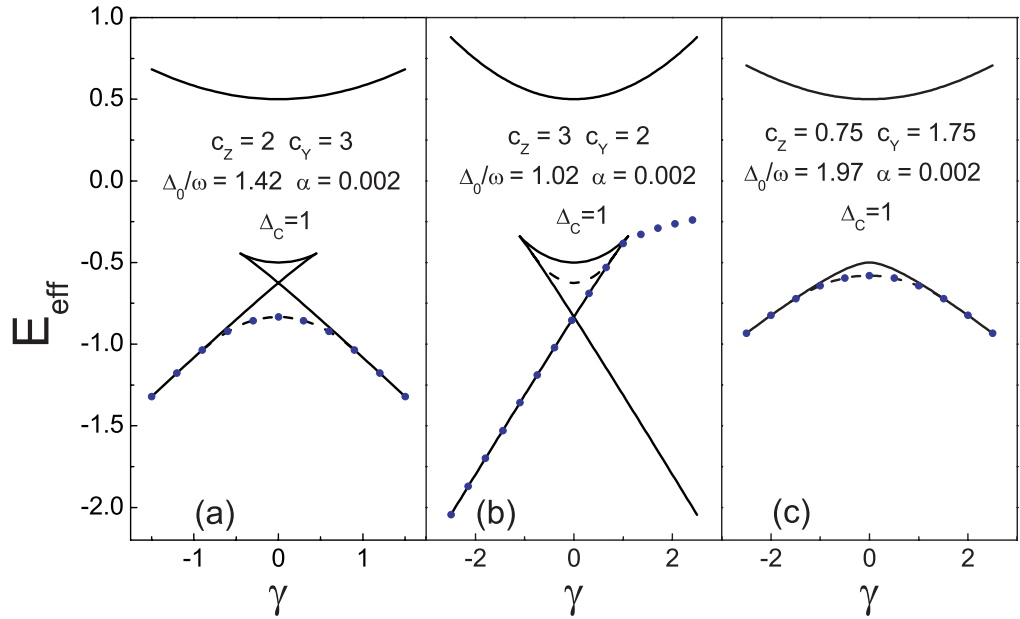 1.0
0.5
0.0
-0.5
-1.0
-1.5
-2.0
E_eff
c_Z = 2 c_Y = 3
Δ_0/ω = 1.42 α = 0.002
Δ_C=1
(a)
-1 0 1
γ
c_Z = 3 c_Y = 2
Δ_0/ω = 1.02 α = 0.002
Δ_C=1
(b)
-2 0 2
γ
c_Z = 0.75 c_Y = 1.75
Δ_0/ω = 1.97 α = 0.002
Δ_C=1
(c)
-2 0 2
γ